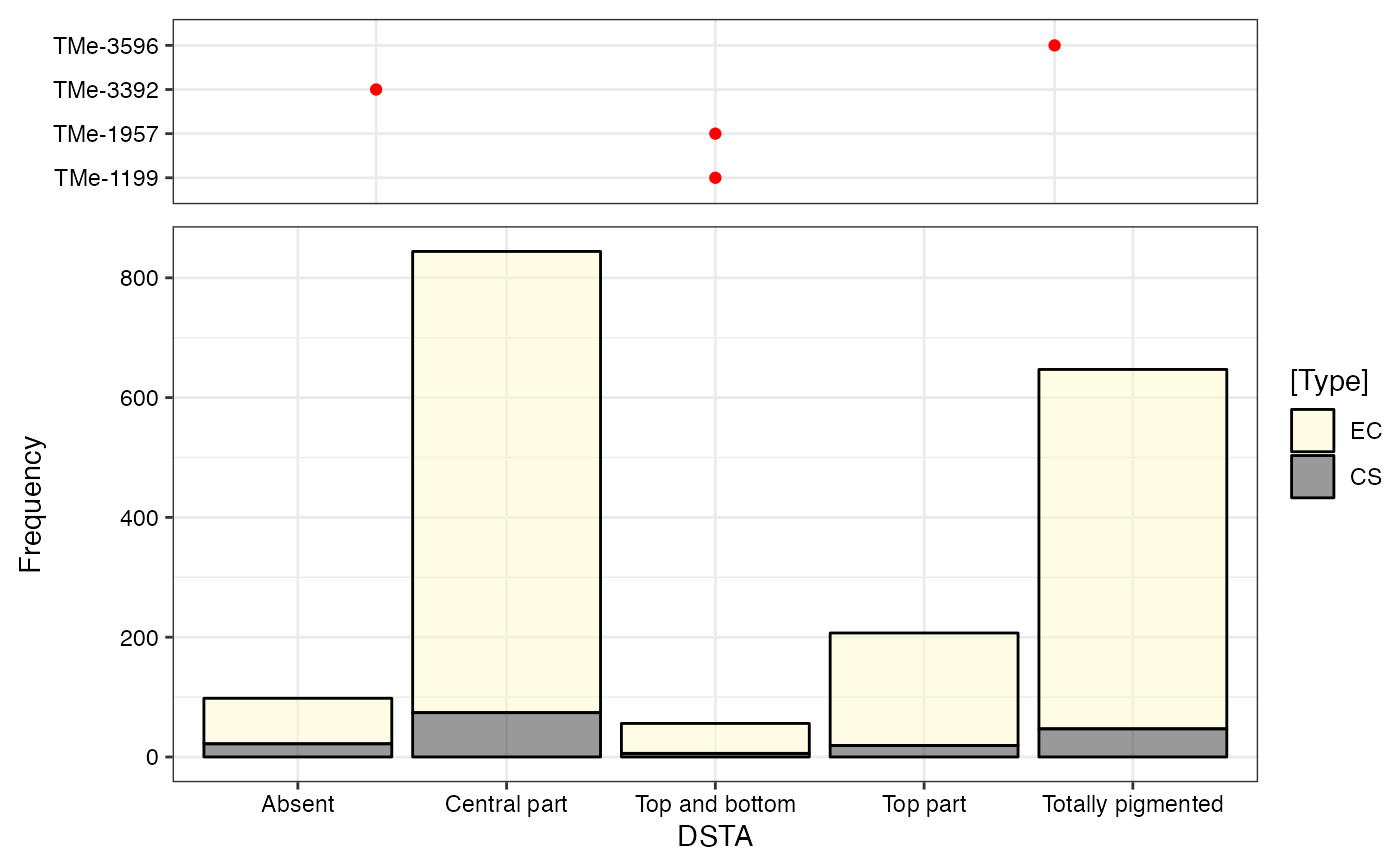 TMe-3596
TMe-3392
TMe-1957
TMe-1199
800
600
400
200
0
Frequency
Absent
Central part
Top and bottom
Top part
Totally pigmented
DSTA
[Type]
EC
CS